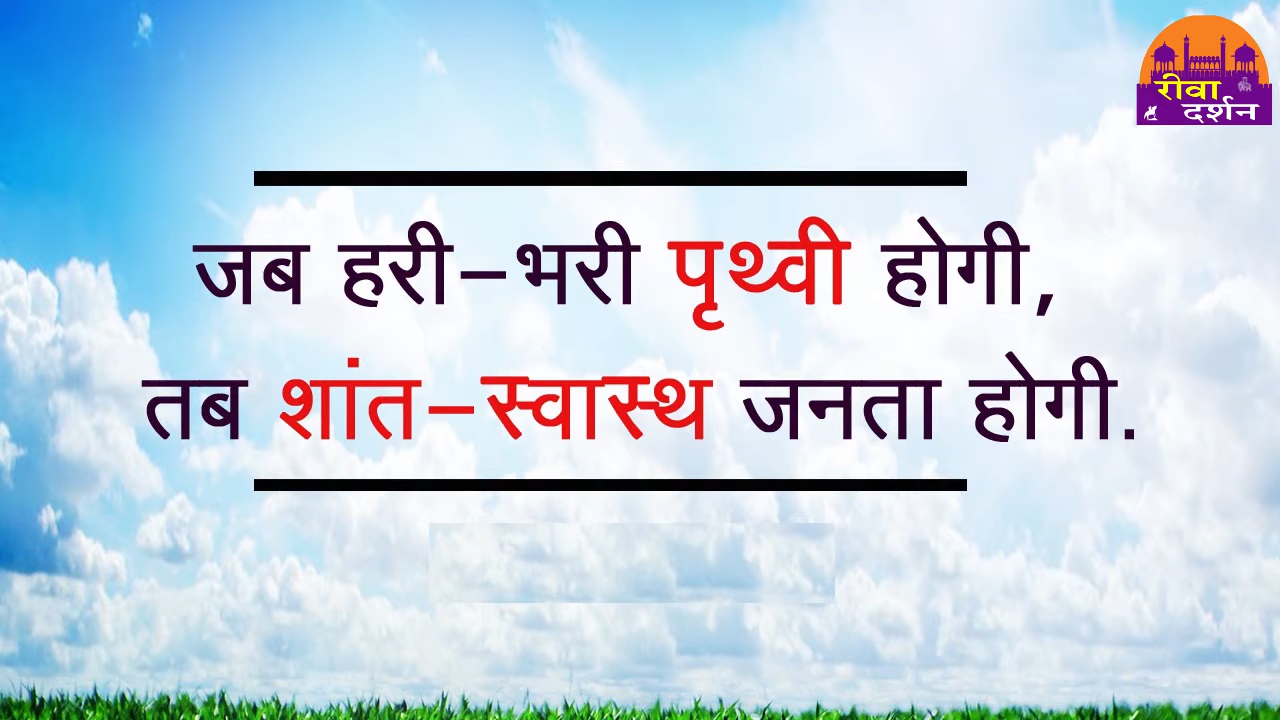 रीवा
दर्शन
जब हरी-भरी पृथ्वी होगी,
तब शांत-स्वास्थ जनता होगी.